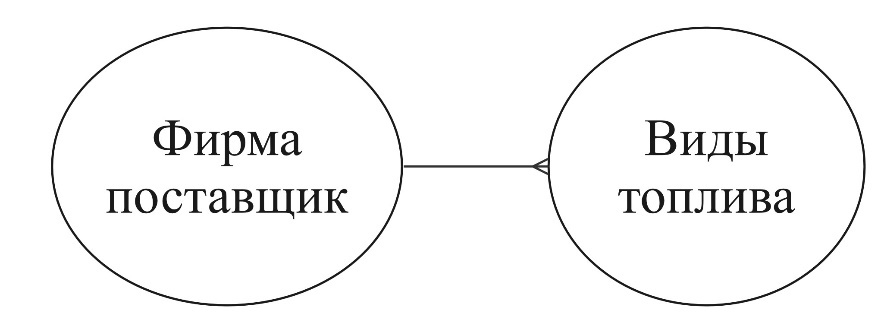 Фирма
поставщик
Виды
топлива